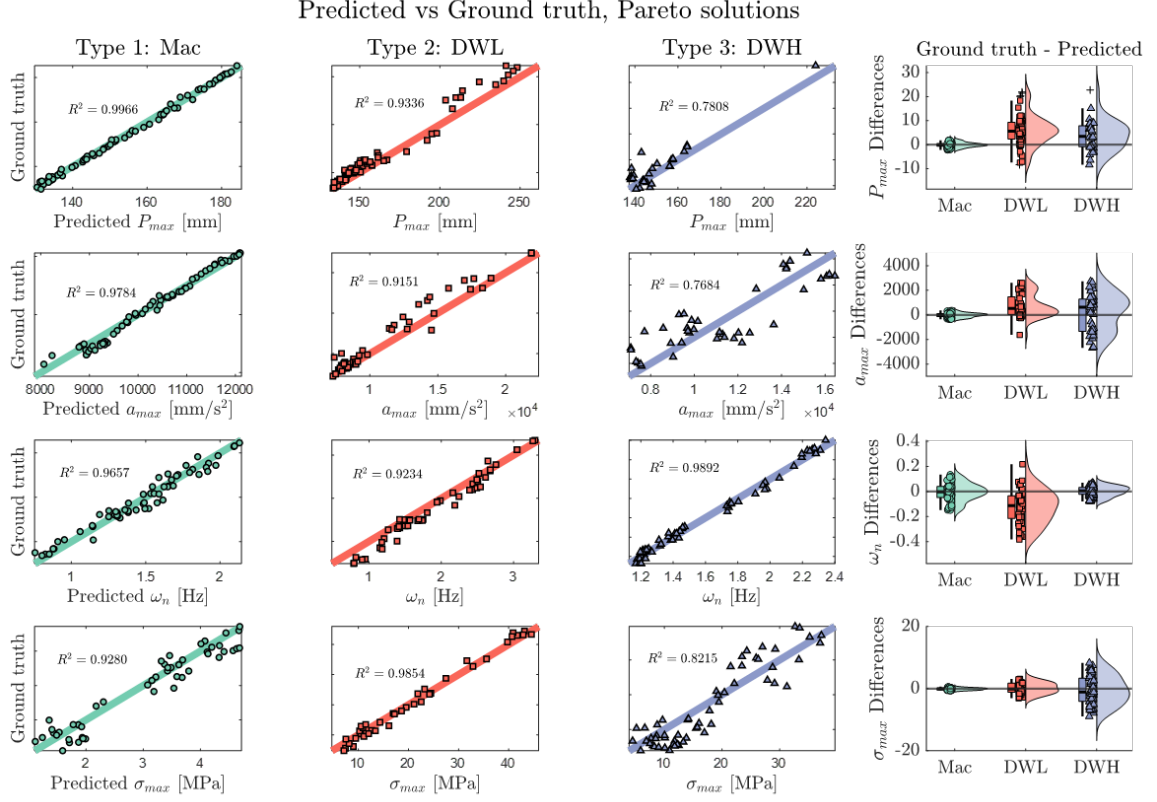 Predicted vs Ground truth, Pareto solutions
Type 1: Mac
Type 2: DWL
Type 3: DWH
Ground truth - Predicted
Ground truth
R² = 0.9966
140 160 180
Predicted P_max [mm]
R² = 0.9336
150 200 250
P_max [mm]
R² = 0.7808
140 160 180 200 220
P_max [mm]
P_max Differences
30
20
10
0
-10
Mac DWL DWH
Ground truth
R² = 0.9784
8000 9000 10000 11000 12000
Predicted a_max [mm/s²]
R² = 0.9151
1 1.5 2
×10⁴
a_max [mm/s²]
R² = 0.7684
0.8 1 1.2 1.4 1.6
×10⁴
a_max [mm/s²]
a_max Differences
4000
2000
0
-2000
-4000
Mac DWL DWH
Ground truth
R² = 0.9657
1 1.5 2
Predicted ω_n [Hz]
R² = 0.9234
1 2 3
ω_n [Hz]
R² = 0.9892
1.2 1.4 1.6 1.8 2 2.2 2.4
ω_n [Hz]
ω_n Differences
0.4
0.2
0
-0.2
-0.4
Mac DWL DWH
Ground truth
R² = 0.9280
2 3 4
Predicted σ_max [MPa]
R² = 0.9854
10 20 30 40
σ_max [MPa]
R² = 0.8215
10 20 30
σ_max [MPa]
σ_max Differences
20
0
-20
Mac DWL DWH